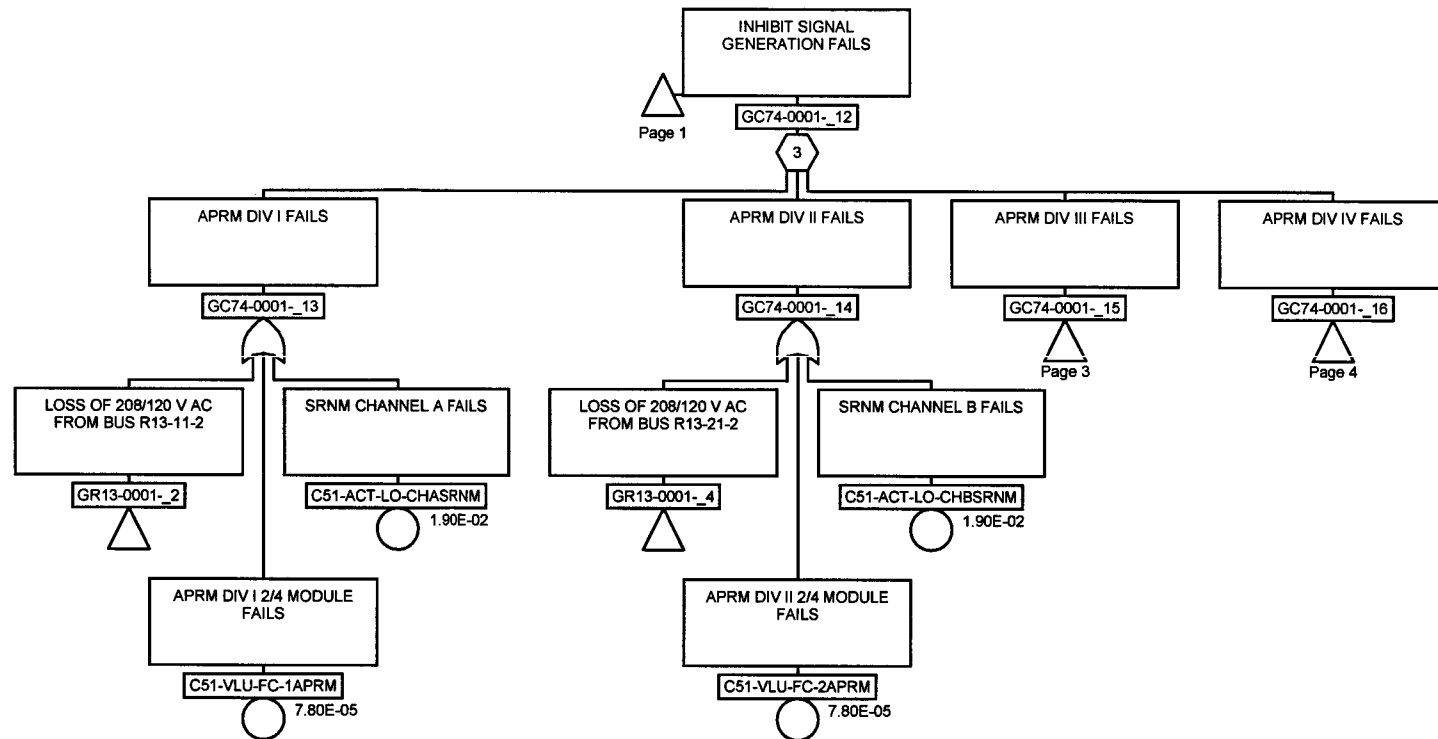 INHIBIT SIGNAL
GENERATION FAILS
Page 1
GC74-0001-_12
3
APRM DIV I FAILS
APRM DIV II FAILS
APRM DIV III FAILS
APRM DIV IV FAILS
GC74-0001-_13
GC74-0001-_14
GC74-0001-_15
GC74-0001-_16
Page 3
Page 4
LOSS OF 208/120 V AC
FROM BUS R13-11-2
SRNM CHANNEL A FAILS
LOSS OF 208/120 V AC
FROM BUS R13-21-2
SRNM CHANNEL B FAILS
GR13-0001-_2
C51-ACT-LO-CHASRNM
1.90E-02
GR13-0001-_4
C51-ACT-LO-CHBSRNM
1.90E-02
APRM DIV I 2/4 MODULE
FAILS
APRM DIV II 2/4 MODULE
FAILS
C51-VLU-FC-1APRM
7.80E-05
C51-VLU-FC-2APRM
7.80E-05